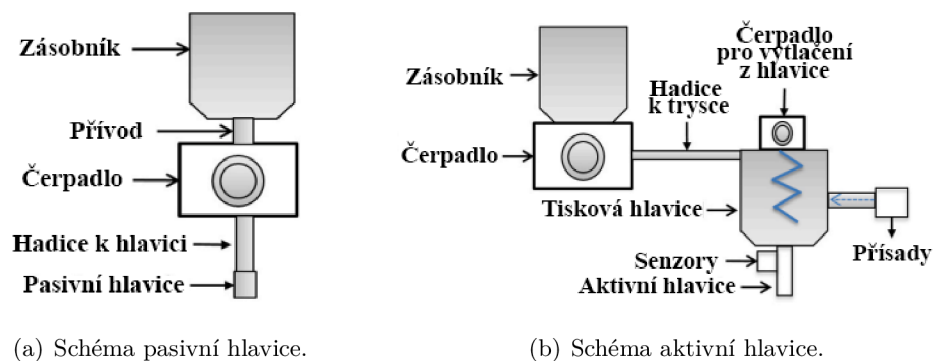 Zásobník
Přívod
Čerpadlo
Hadice k hlavici
Pasivní hlavice
(a) Schéma pasivní hlavice.
Čerpadlo
pro vytlačení
z hlavice
Zásobník
Hadice
k trysce
Čerpadlo
Tisková hlavice
Přísady
Senzory
Aktivní hlavice
(b) Schéma aktivní hlavice.